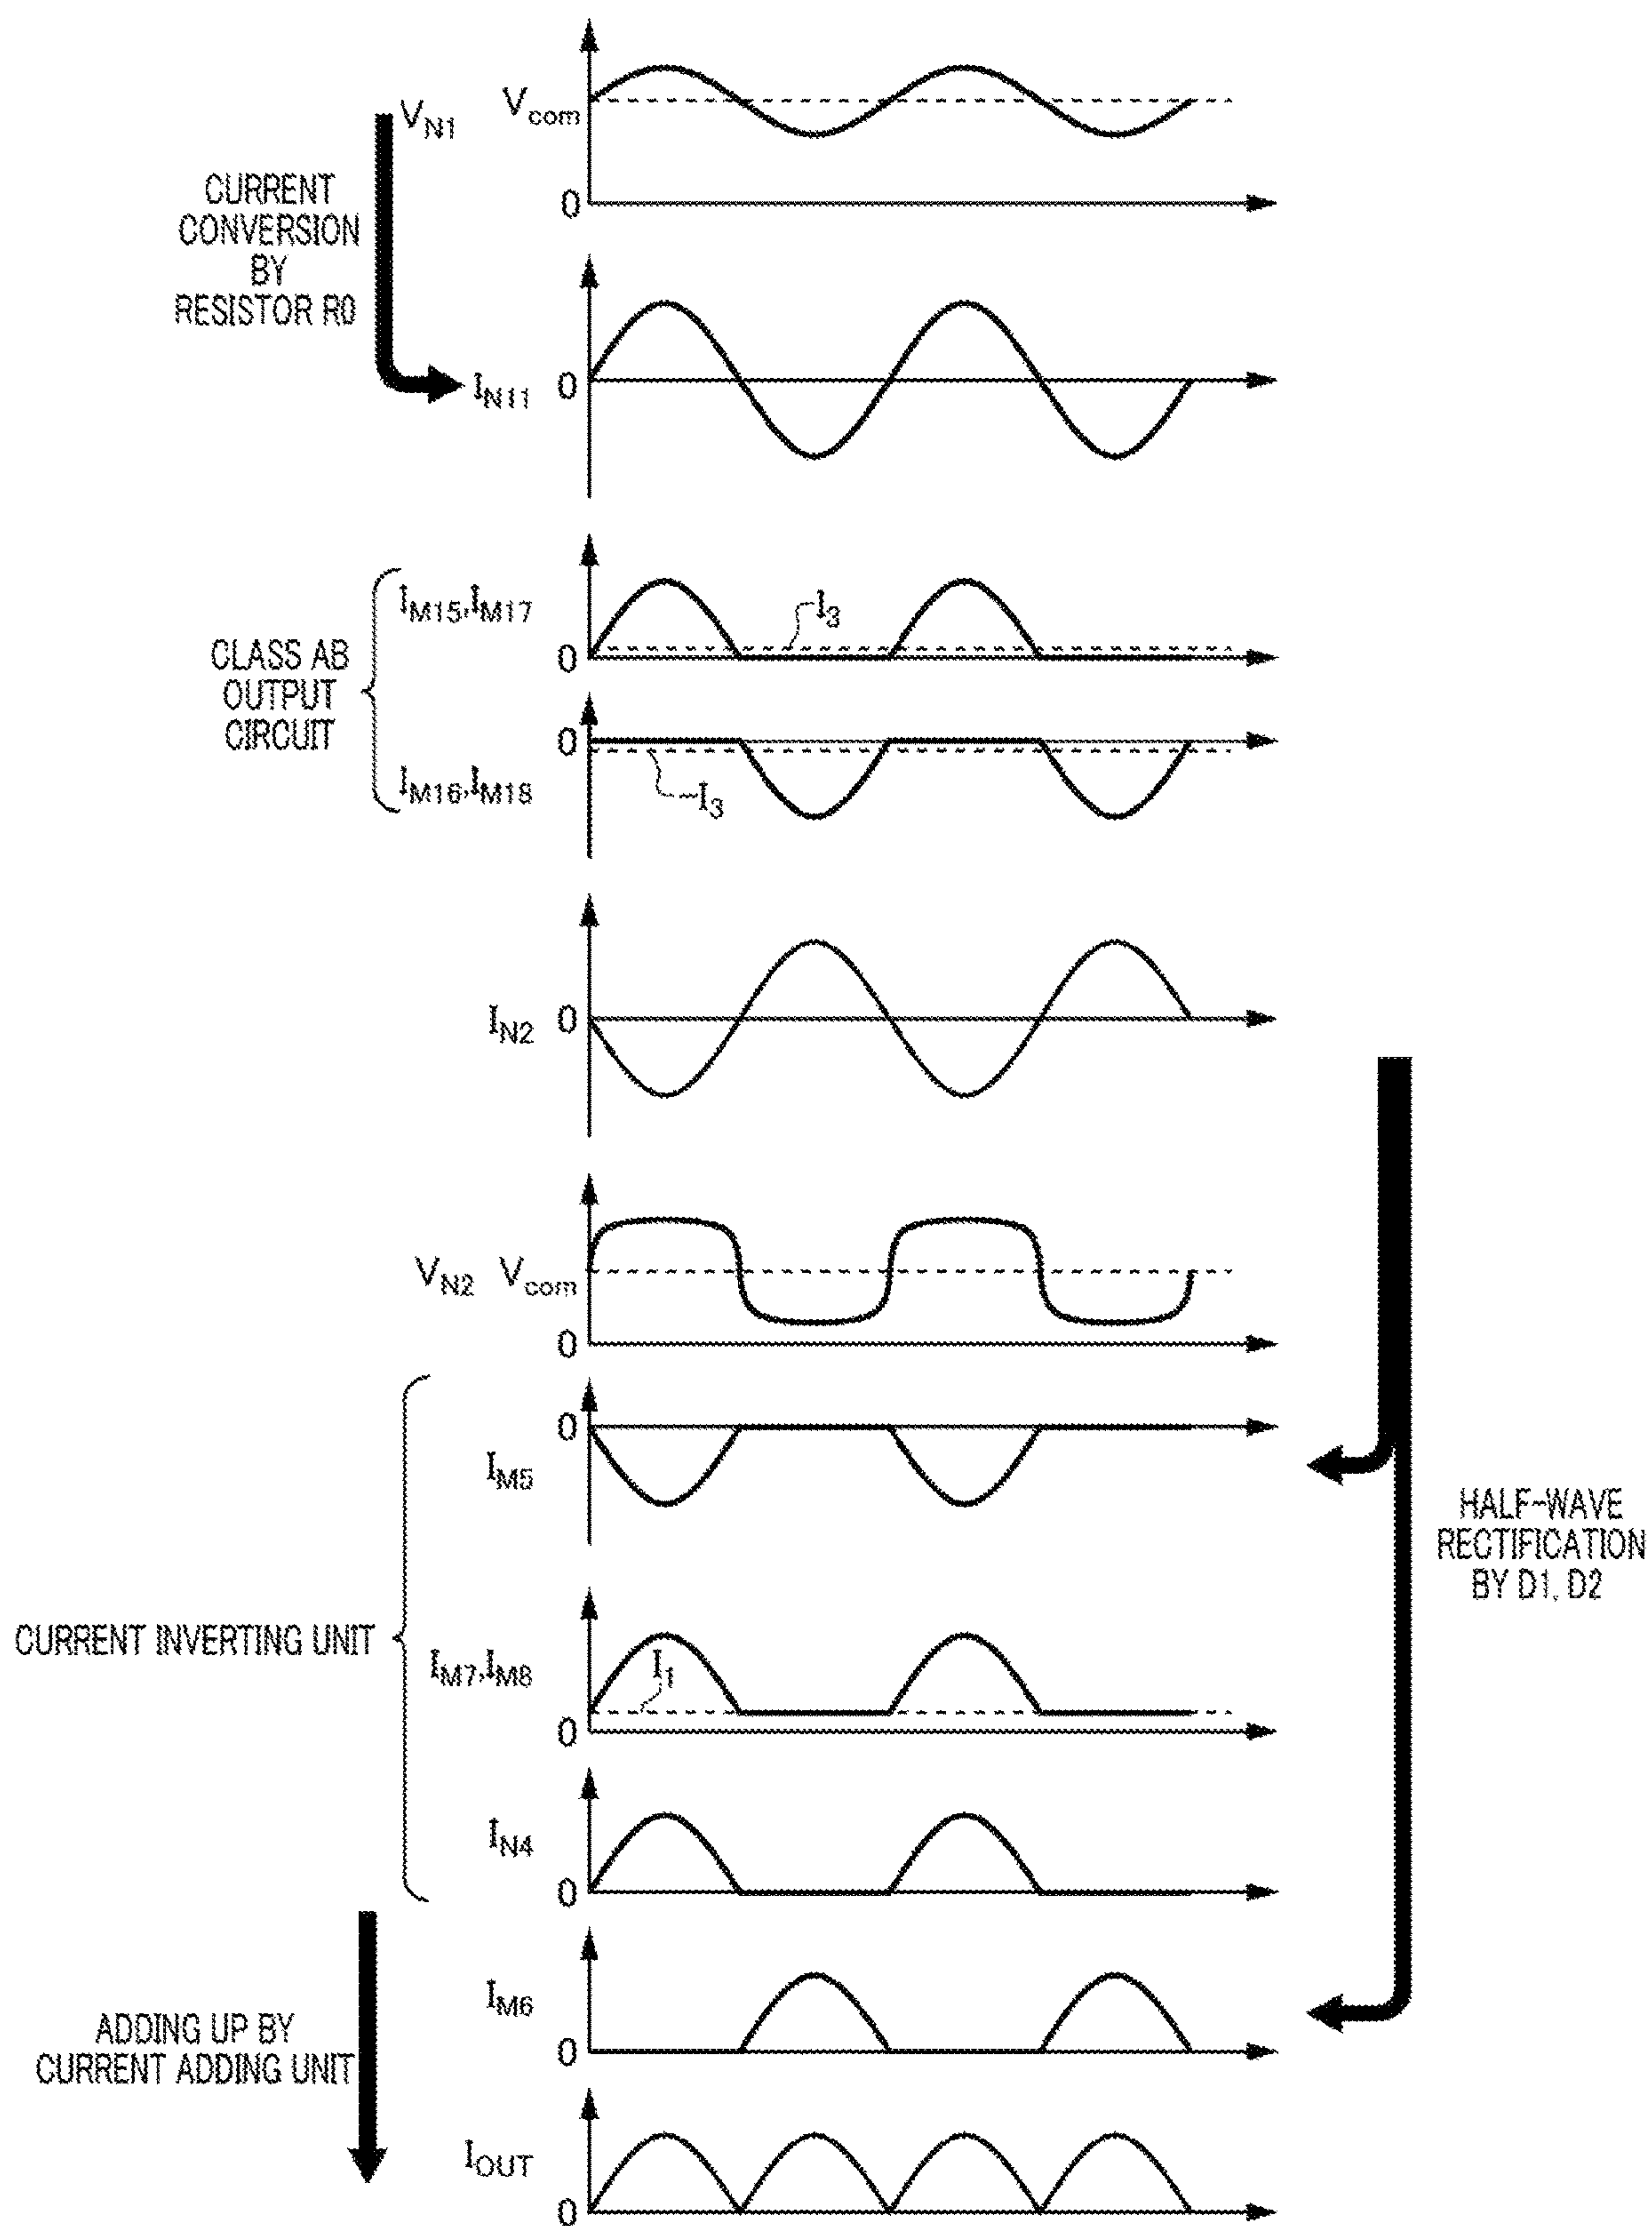 V_N1 V_com
0
CURRENT
CONVERSION
BY
RESISTOR R0
I_N11 0
CLASS AB
OUTPUT
CIRCUIT
I_M15,I_M17
I_3
0
0
I_M16,I_M18
-I_3
I_N2 0
V_N2 V_com
0
0
I_M5
HALF-WAVE
RECTIFICATION
BY D1, D2
CURRENT INVERTING UNIT
I_M7,I_M8
I_1
0
I_N4
0
I_M6
0
ADDING UP BY
CURRENT ADDING UNIT
I_OUT
0